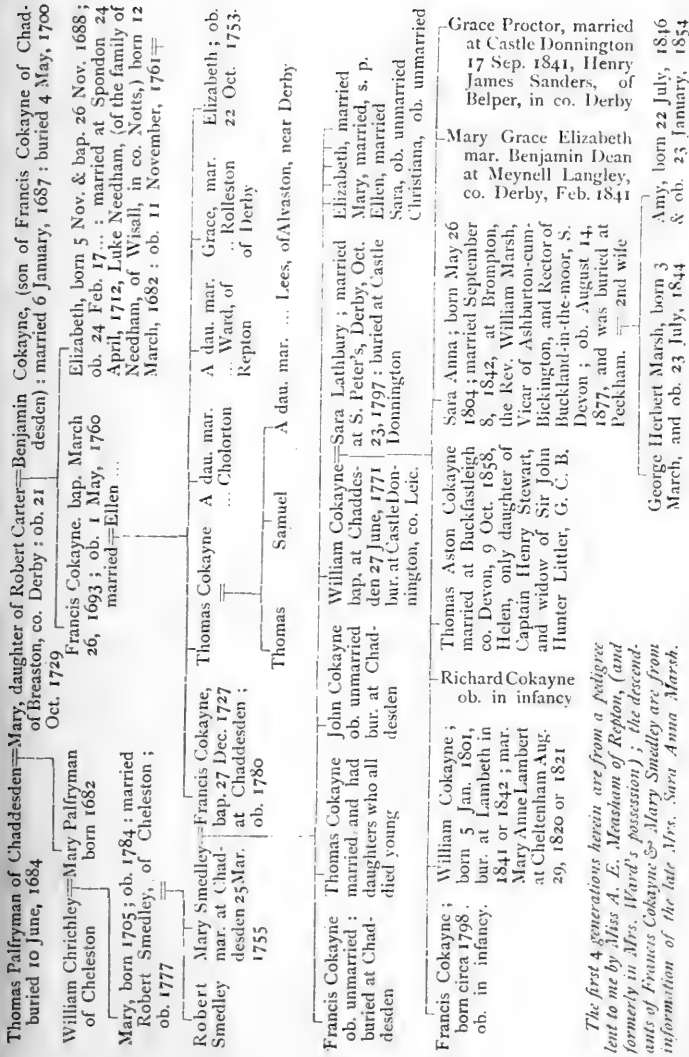 Thomas Palfryman of Chaddesden=Mary, daughter of Robert Carter=Benjamin Cokayne, (son of Francis Cokayne of Chad-
buried 10 June, 1684
of Breaston, co. Derby : ob. 21
Oct. 1729
desden) : married 6 January, 1687 : buried 4 May, 1700
William Chrichley=Mary Palfryman
of Cheleston
born 1682
Francis Cokayne. bap. March
26, 1693 ; ob. 1 May, 1760
married=Ellen ...
Elizabeth, born 5 Nov. & bap. 26 Nov. 1688 ;
ob. 24 Feb. 17... : married at Spondon 24
April, 1712, Luke Needham, (of the family of
Needham, of Wisall, in co. Notts,) born 12
March, 1682 : ob. 11 November, 1761=
Mary, born 1705 ; ob. 1784 : married
Robert Smedley, of Cheleston ;
ob. 1777
Robert
Smedley
Mary Smedley=Francis Cokayne,
mar. at Chad-
desden 25 Mar.
1755
bap. 27 Dec. 1727
at Chaddesden ;
ob. 1780
Thomas Cokayne
A dau. mar.
... Cholorton
A dau. mar.
... Ward, of
Repton
Grace, mar.
.. Rolleston
of Derby
Elizabeth ; ob.
22 Oct. 1753.
Thomas
Samuel
A dau. mar. ... Lees, of Alvaston, near Derby
Francis Cokayne
ob. unmarried :
buried at Chad-
desden
Thomas Cokayne
married and had
daughters who all
died young
John Cokayne
ob. unmarried
bur. at Chad-
desden
William Cokayne=Sara Lathbury ; married
bap. at Chaddes-
den 27 June, 1771
bur. at Castle Don-
nington, co. Leic.
at S. Peter's, Derby, Oct.
23, 1797 : buried at Castle
Donnington
Elizabeth, married
Mary, married, s. p.
Ellen, married
Sara, ob. unmarried
Christiana, ob. unmarried
Francis Cokayne ;
born circa 1798.
ob. in infancy.
William Cokayne ;
born 5 Jan. 1801,
bur. at Lambeth in
1841 or 1842 ; mar.
Mary Anne Lambert
at Cheltenham Aug.
29, 1820 or 1821
Richard Cokayne
ob. in infancy
Thomas Aston Cokayne
married at Buckfastleigh
co. Devon, 9 Oct. 1858,
Helen, only daughter of
Captain Henry Stewart,
and widow of Sir John
Hunter Littler, G. C. B.
Sara Anna ; born May 26
1804 ; married September
8, 1842, at Brompton,
the Rev. William Marsh,
Vicar of Ashburton-cum-
Bickington, and Rector of
Buckland-in-the-moor, S.
Devon ; ob. August 14,
1877, and was buried at
Peckham. = 2nd wife
Mary Grace Elizabeth
mar. Benjamin Dean
at Meynell Langley,
co. Derby, Feb. 1841
Grace Proctor, married
at Castle Donnington
17 Sep. 1841, Henry
James Sanders, of
Belper, in co. Derby
George Herbert Marsh, born 3
March, and ob. 23 July, 1844
Amy, born 22 July, 1846
& ob. 23 January, 1854
The first 4 generations herein are from a pedigree
lent to me by Miss A. E. Measham of Repton, (and
formerly in Mrs. Ward's possession) ; the descend-
ants of Francis Cokayne & Mary Smedley are from
information of the late Mrs. Sara Anna Marsh.